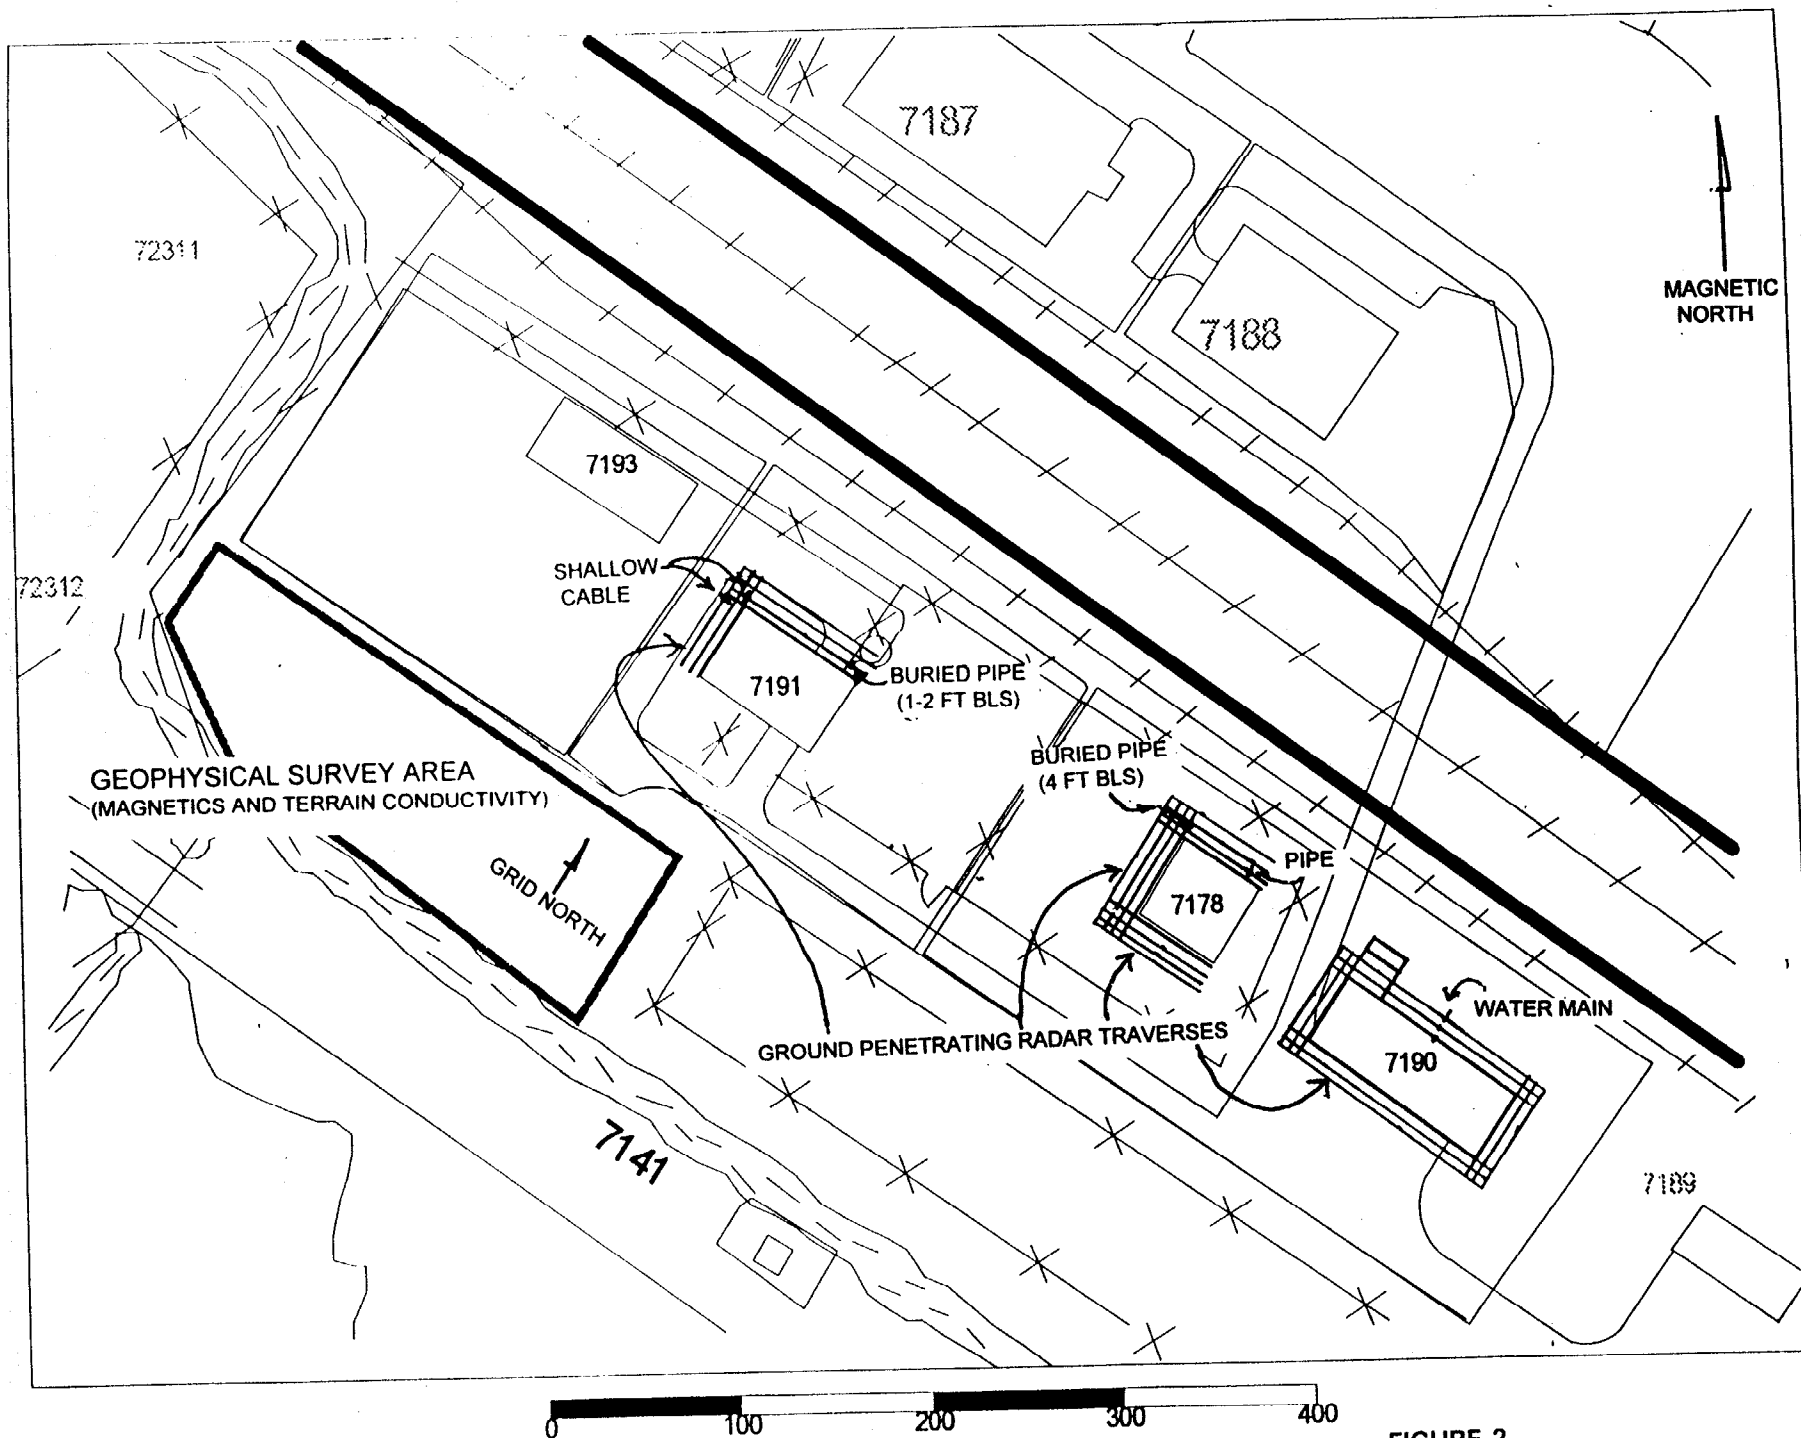 7187
72311
MAGNETIC
NORTH
7188
7193
SHALLOW
CABLE
72312
7191
BURIED PIPE
(1-2 FT BLS)
BURIED PIPE
(4 FT BLS)
GEOPHYSICAL SURVEY AREA
(MAGNETICS AND TERRAIN CONDUCTIVITY)
PIPE
GRID NORTH
7178
WATER MAIN
GROUND PENETRATING RADAR TRAVERSES
7190
7141
7189
0 100 200 300 400
FIGURE 2